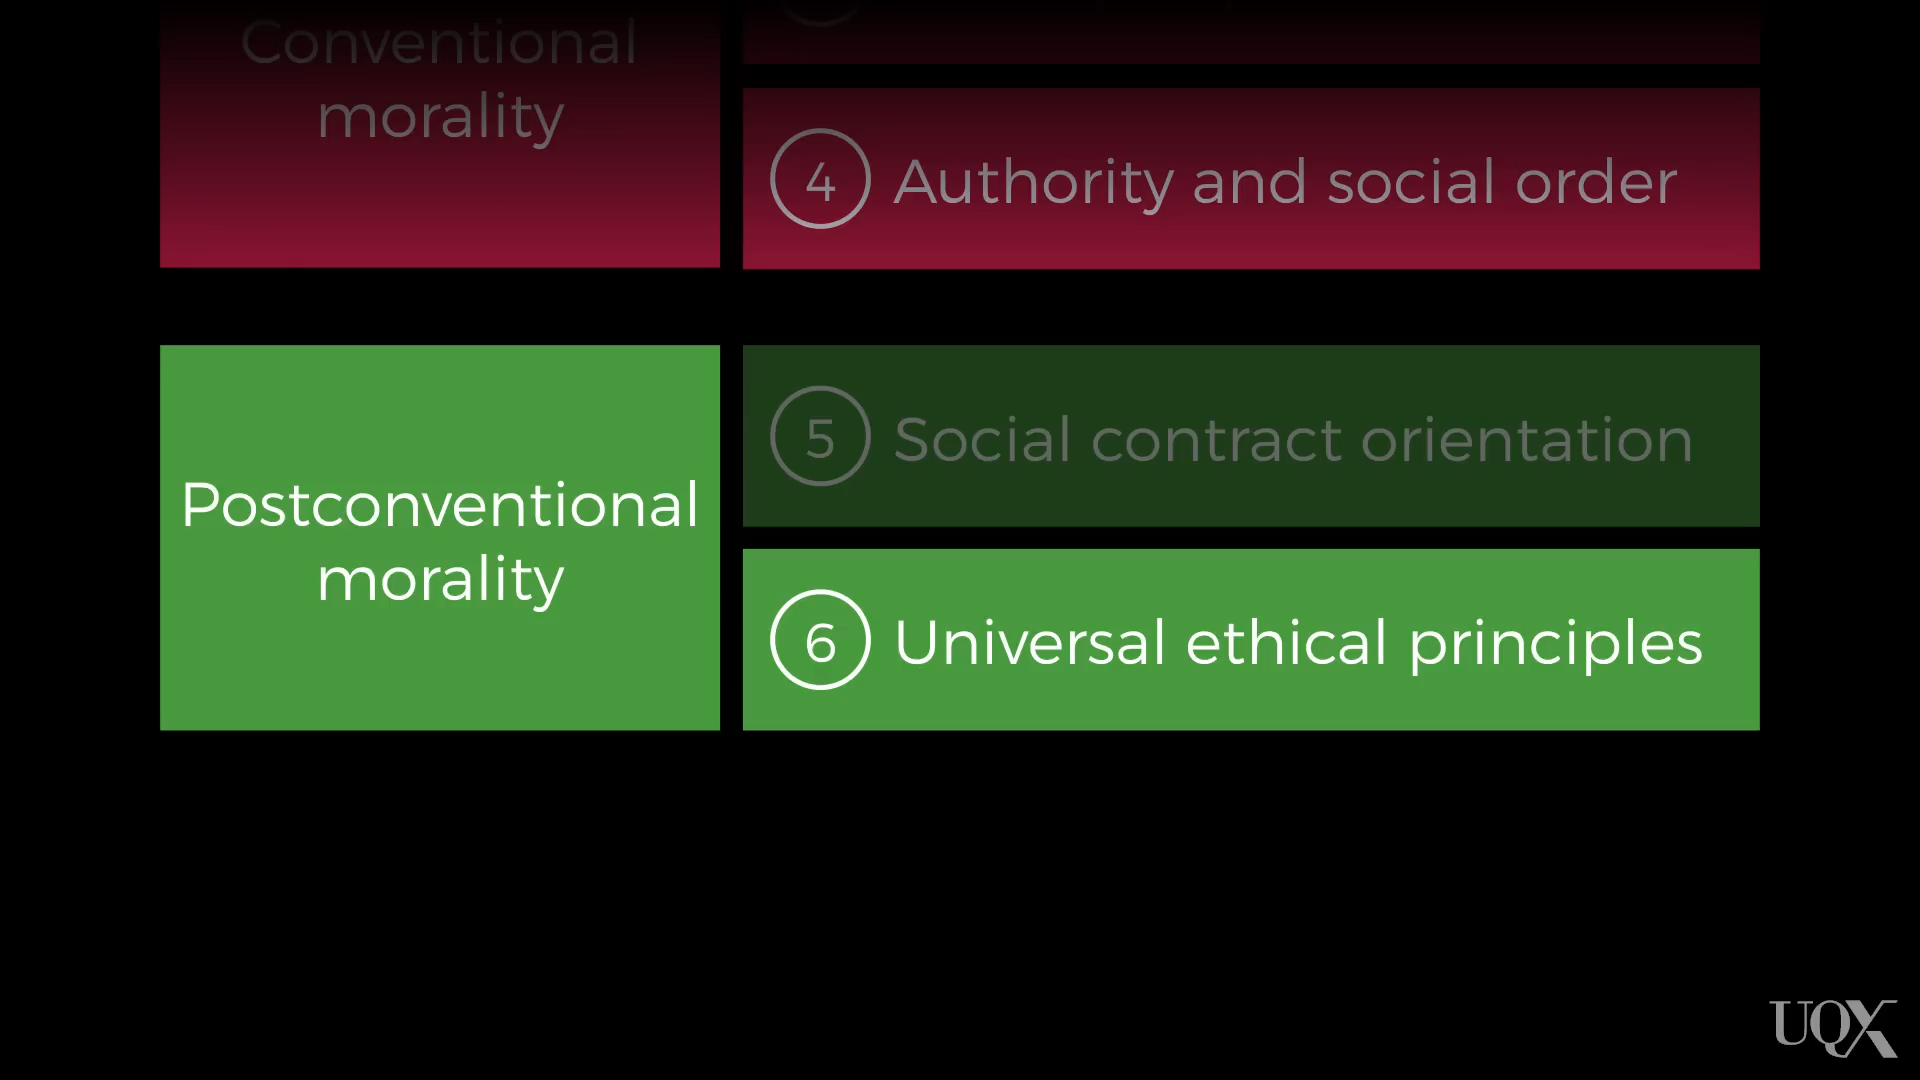 Conventional
morality
4 Authority and social order
Postconventional
morality
5 Social contract orientation
6 Universal ethical principles
UQX